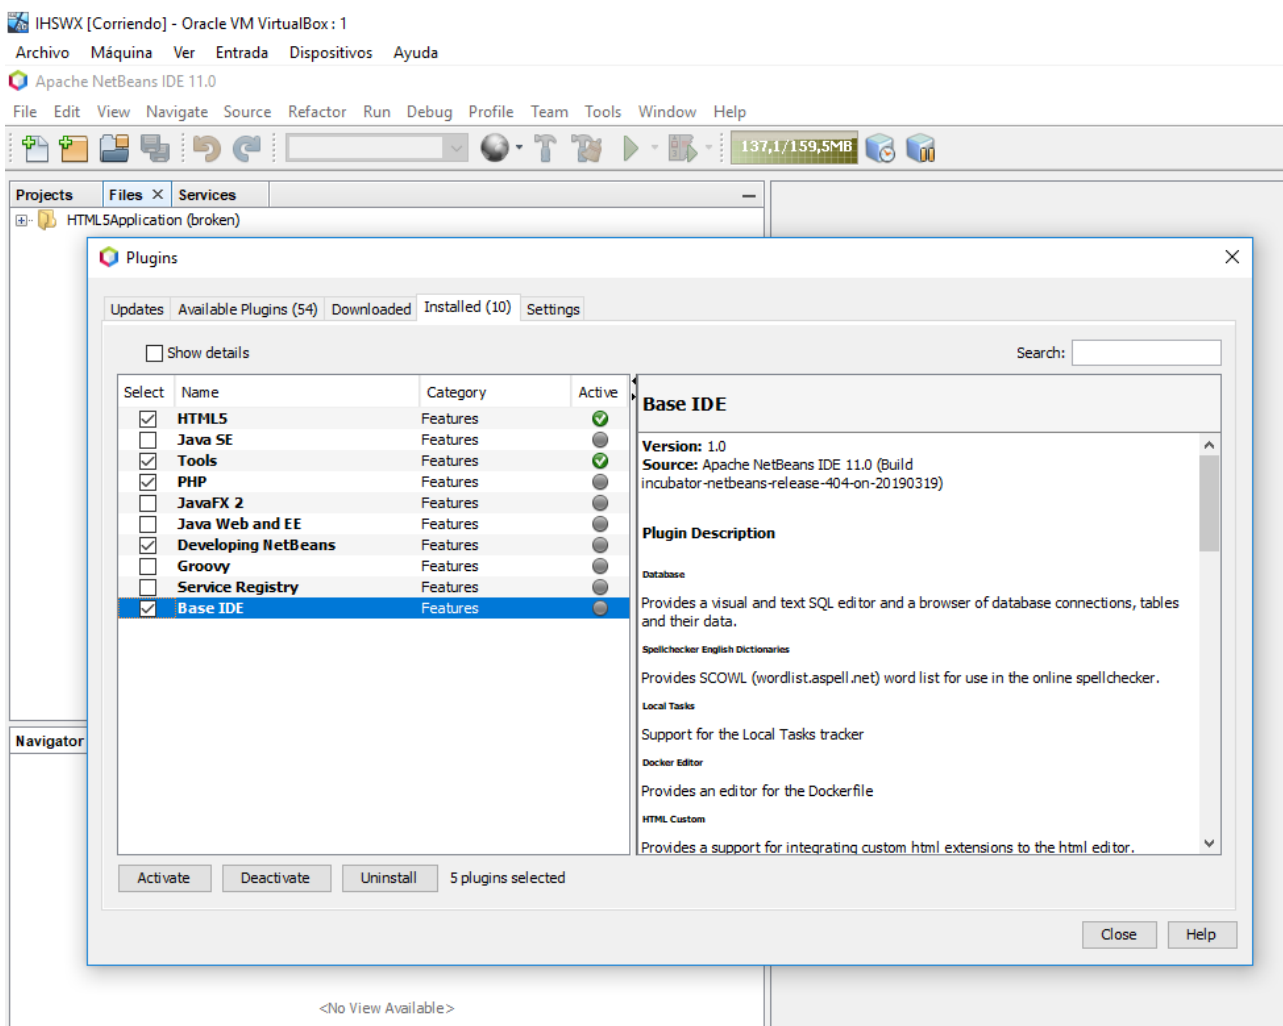 IHSWX [Corriendo] - Oracle VM VirtualBox : 1
Archivo Máquina Ver Entrada Dispositivos Ayuda
Apache NetBeans IDE 11.0
File Edit View Navigate Source Refactor Run Debug Profile Team Tools Window Help
137,1/159,5MB
Projects Files Services
HTML5Application (broken)
Plugins
Updates Available Plugins (54) Downloaded Installed (10) Settings
Show details Search:
Select Name Category Active
HTML5 Features
Java SE Features
Tools Features
PHP Features
JavaFX 2 Features
Java Web and EE Features
Developing NetBeans Features
Groovy Features
Service Registry Features
Base IDE Features
Base IDE
Version: 1.0
Source: Apache NetBeans IDE 11.0 (Build
incubator-netbeans-release-404-on-20190319)
Plugin Description
Database
Provides a visual and text SQL editor and a browser of database connections, tables
and their data.
Spellchecker English Dictionaries
Provides SCOWL (wordlist.aspell.net) word list for use in the online spellchecker.
Local Tasks
Support for the Local Tasks tracker
Docker Editor
Provides an editor for the Dockerfile
HTML Custom
Provides a support for integrating custom html extensions to the html editor.
Activate Deactivate Uninstall 5 plugins selected
Close Help
Navigator
<No View Available>